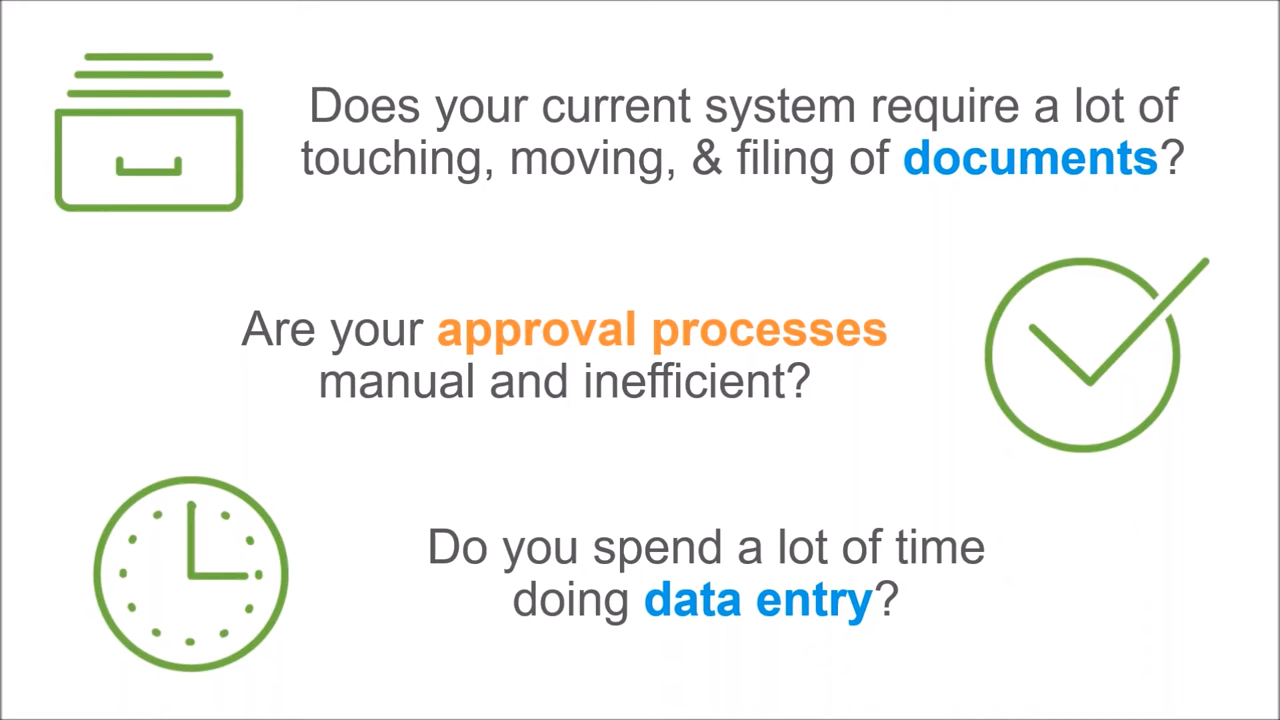 Does your current system require a lot of
touching, moving, & filing of documents?
Are your approval processes
manual and inefficient?
Do you spend a lot of time
doing data entry?